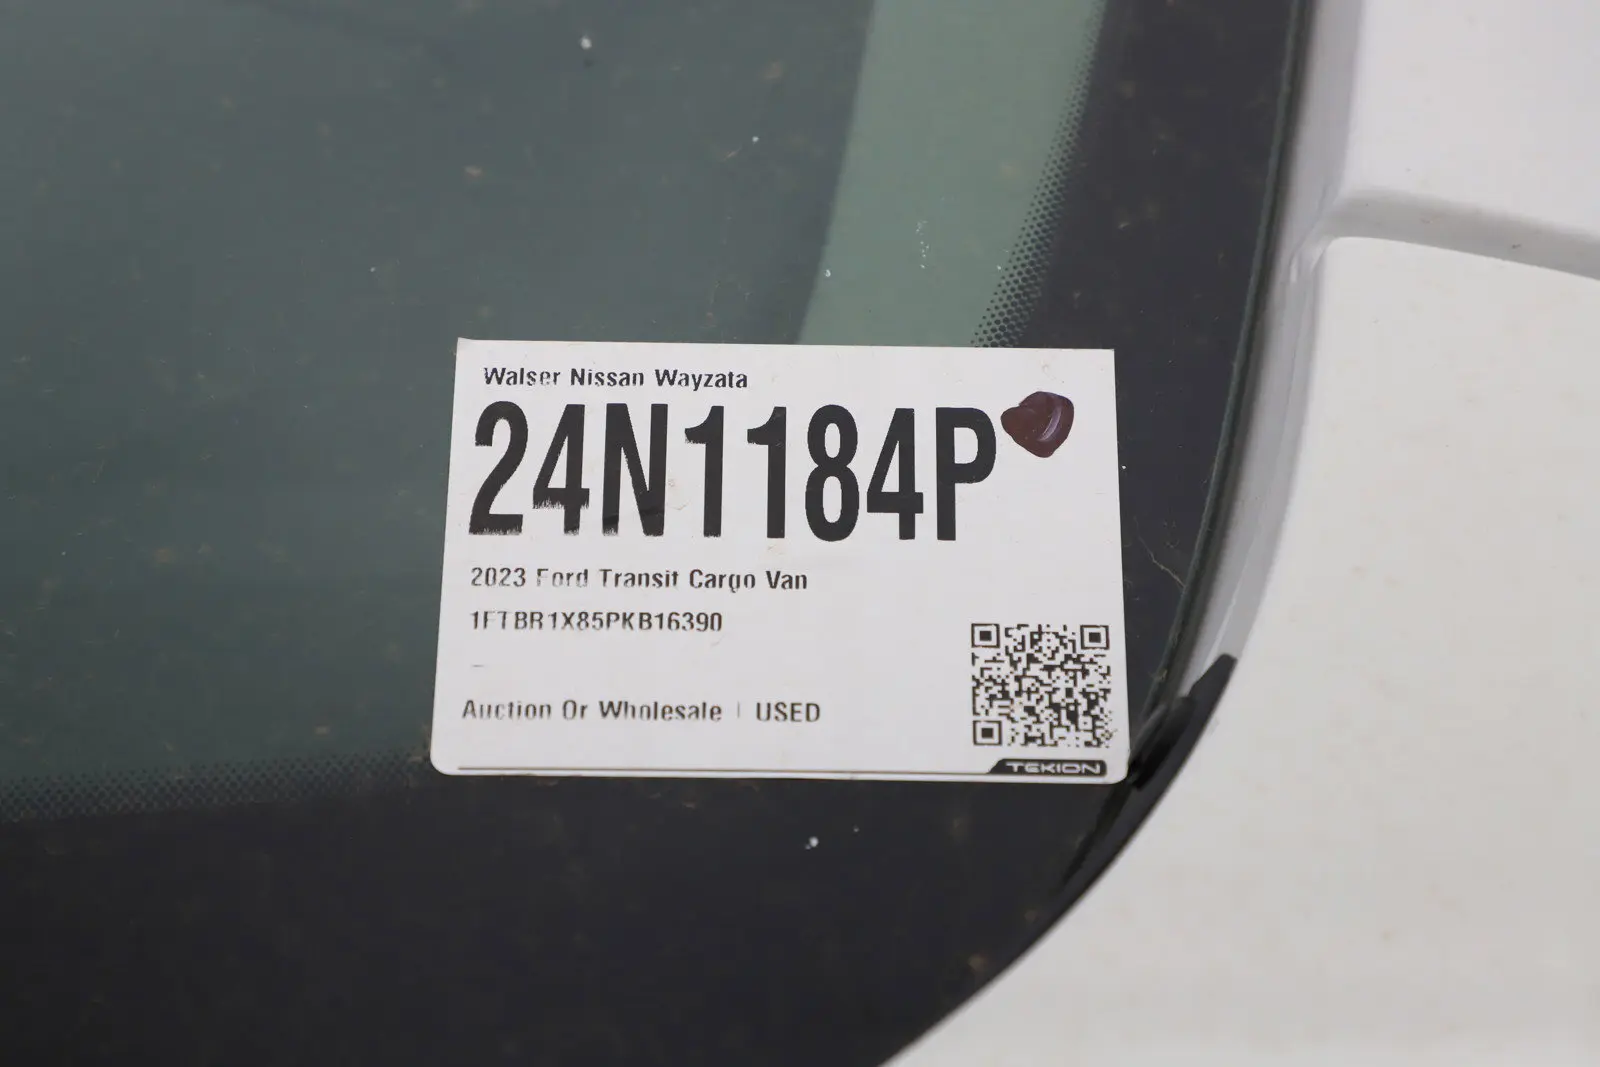 Walser Nissan Wayzata
24N1184P
2023 Ford Transit Cargo Van
1FTBR1X85PKB16390
–
Auction Or Wholesale | USED
TEKION